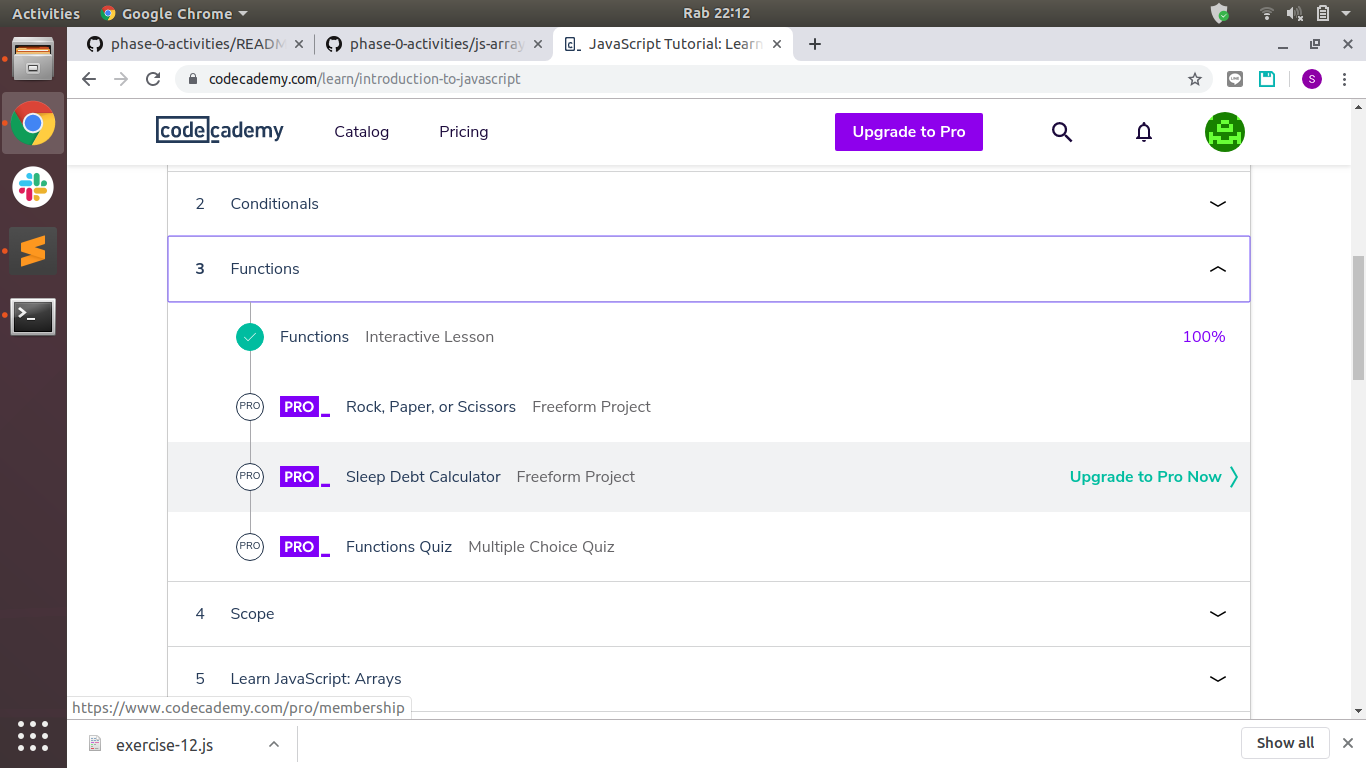 Activities Google Chrome Rab 22:12
phase-0-activities/READM phase-0-activities/js-array JavaScript Tutorial: Learn
codecademy.com/learn/introduction-to-javascript S
codecademy Catalog Pricing Upgrade to Pro
2 Conditionals
3 Functions
Functions Interactive Lesson 100%
PRO PRO_ Rock, Paper, or Scissors Freeform Project
PRO PRO_ Sleep Debt Calculator Freeform Project Upgrade to Pro Now
PRO PRO_ Functions Quiz Multiple Choice Quiz
4 Scope
5 Learn JavaScript: Arrays
https://www.codecademy.com/pro/membership
exercise-12.js Show all